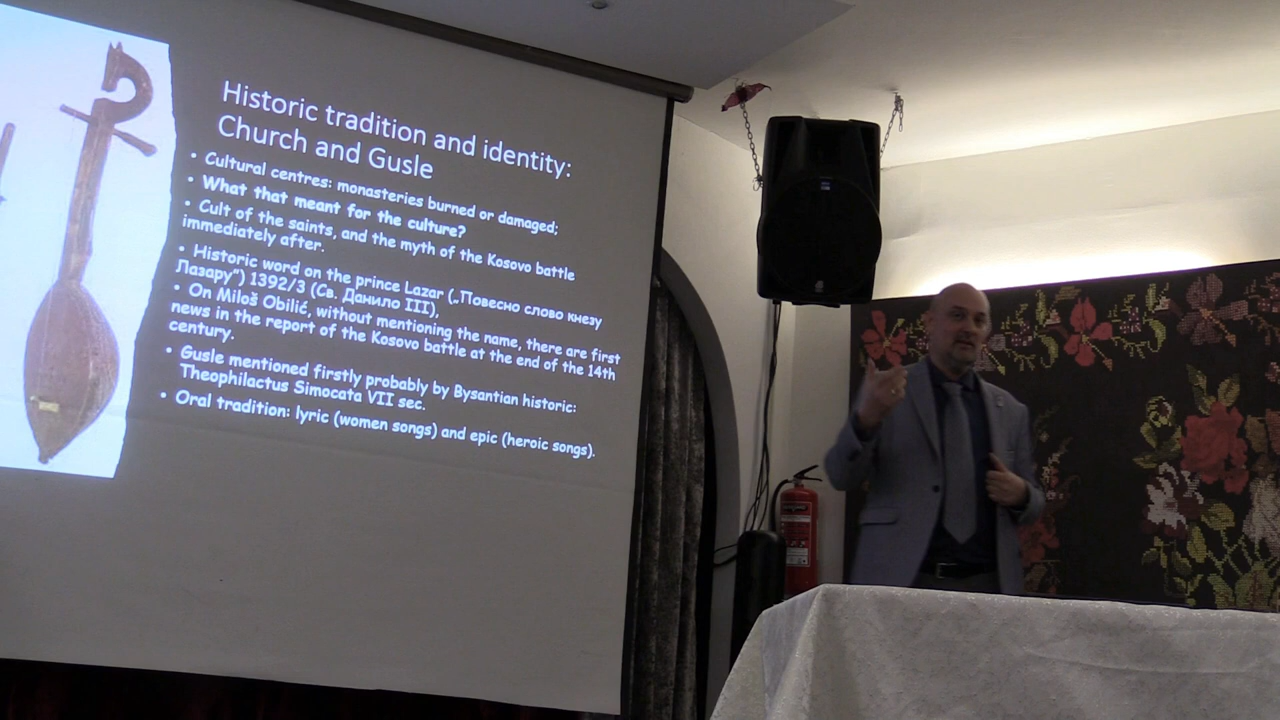 Historic tradition and identity:
Church and Gusle
• Cultural centres: monasteries burned or damaged;
• What that meant for the culture?
• Cult of the saints, and the myth of the Kosovo battle
immediately after.
• Historic word on the prince Lazar („Повесно слово кнезу
Лазару") 1392/3 (Св. Данило III),
• On Miloš Obilić, without mentioning the name, there are first
news in the report of the Kosovo battle at the end of the 14th
century.
• Gusle mentioned firstly probably by Bysantian historic:
Theophilactus Simocata VII sec.
• Oral tradition: lyric (women songs) and epic (heroic songs).